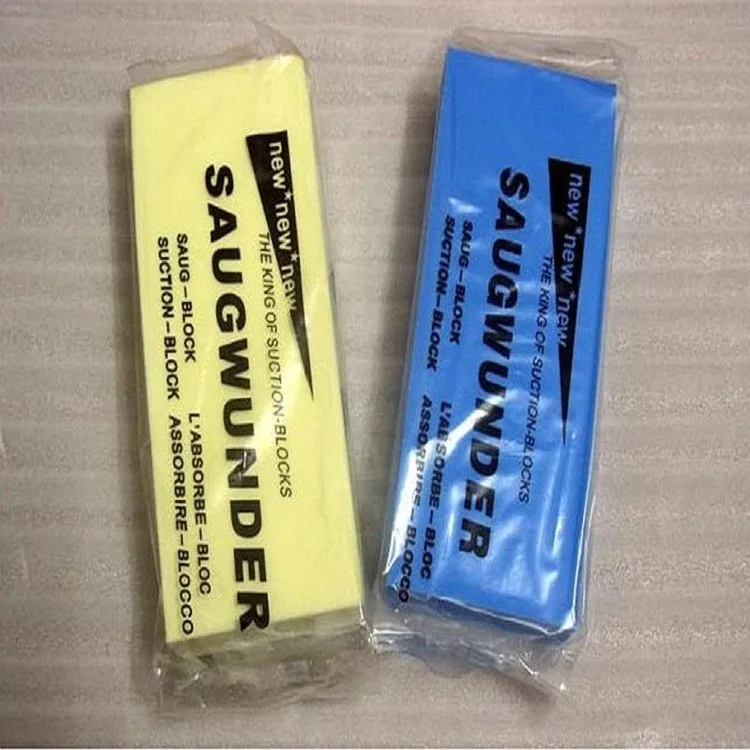 new*new*new
THE KING OF SUCTION-BLOCKS
SAUGWUNDER
SAUG-BLOCK L'ABSORBE-BLOC
SUCTION-BLOCK ASSORBIRE-BLOCCO
new*new*new
THE KING OF SUCTION-BLOCKS
SAUGWUNDER
SAUG-BLOCK L'ABSORBE-BLOC
SUCTION-BLOCK ASSORBIRE-BLOCCO